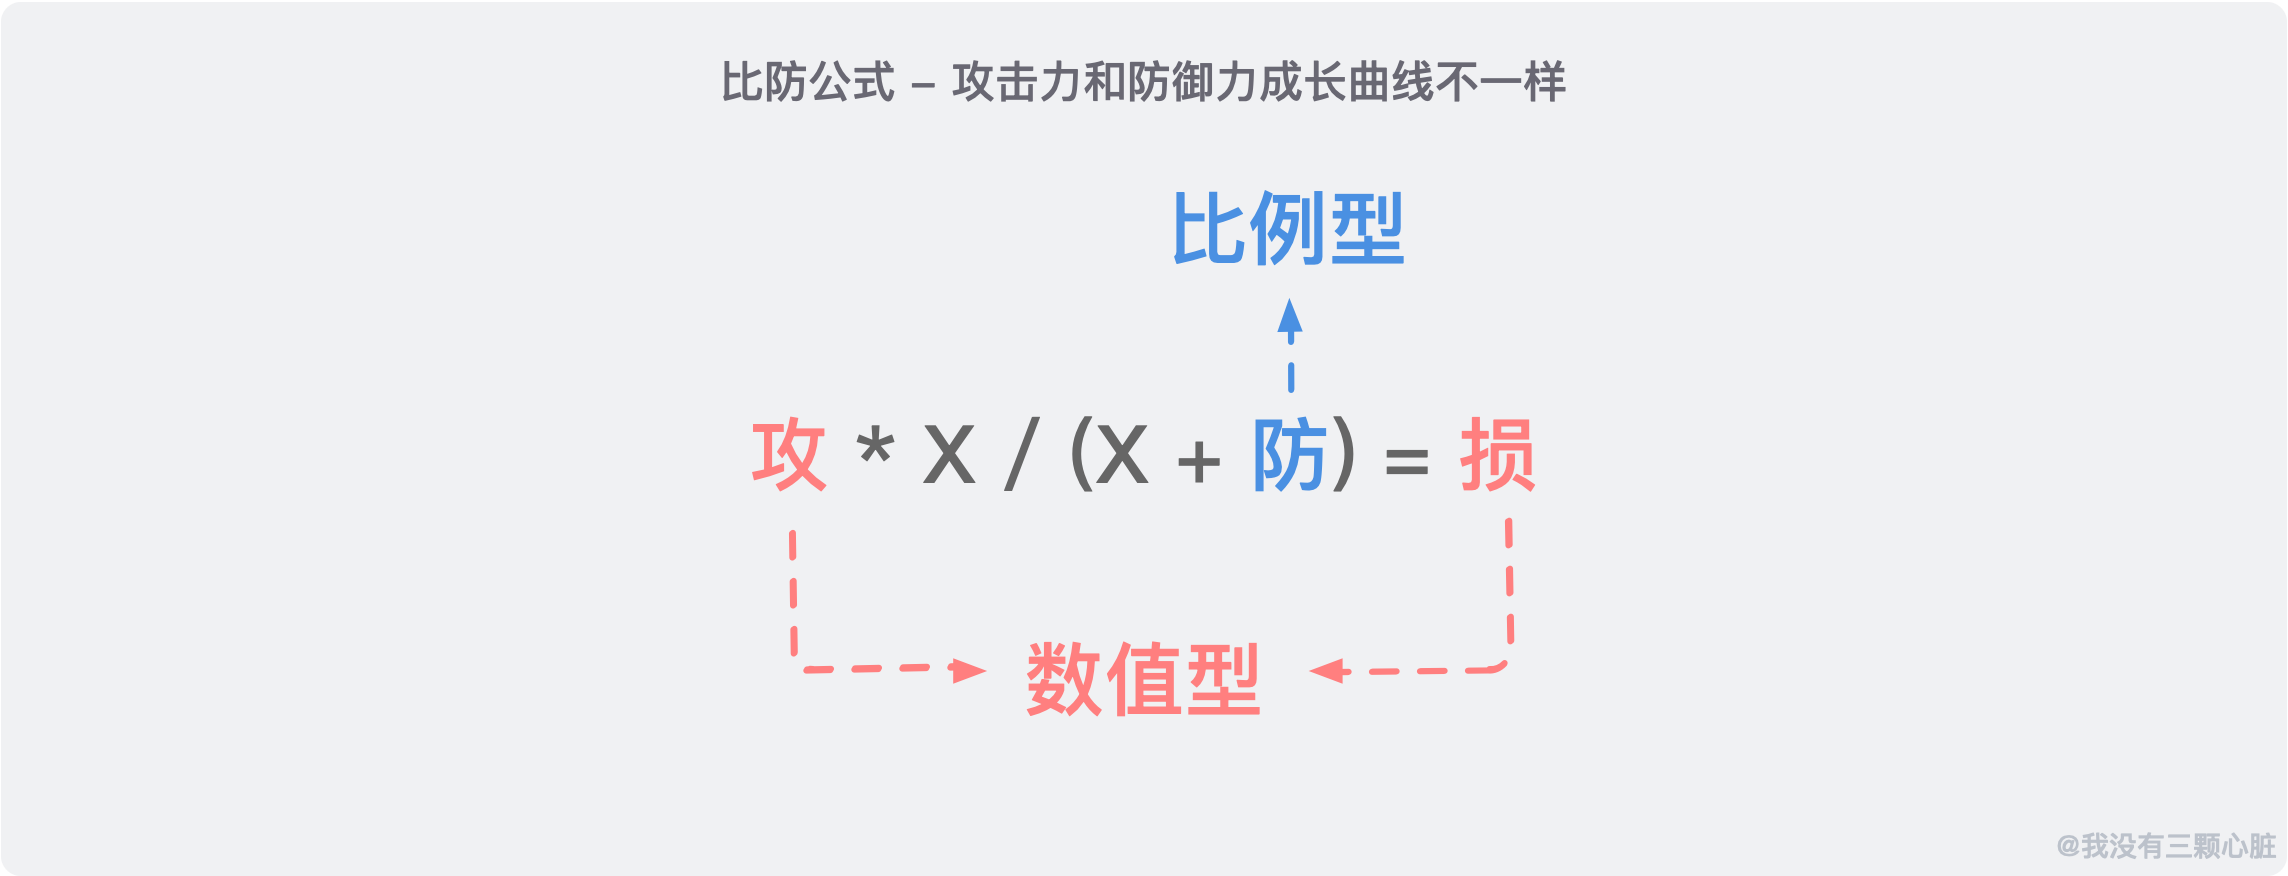 比防公式 – 攻击力和防御力成长曲线不一样
比例型
攻 * X / (X + 防) = 损
数值型
@我没有三颗心脏